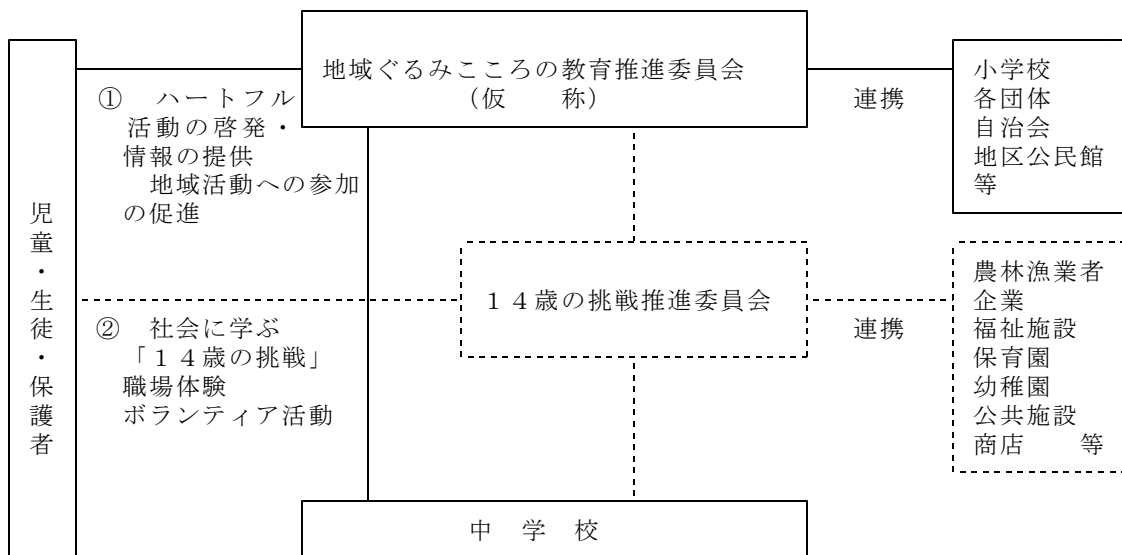 地域ぐるみこころの教育推進委員会
（仮　　称）
児童・生徒・保護者
①　ハートフル
活動の啓発・
情報の提供
地域活動への参加
の促進
連携
小学校
各団体
自治会
地区公民館
等
１４歳の挑戦推進委員会
②　社会に学ぶ
「１４歳の挑戦」
職場体験
ボランティア活動
連携
農林漁業者
企業
福祉施設
保育園
幼稚園
公共施設
商店　　等
中　学　校